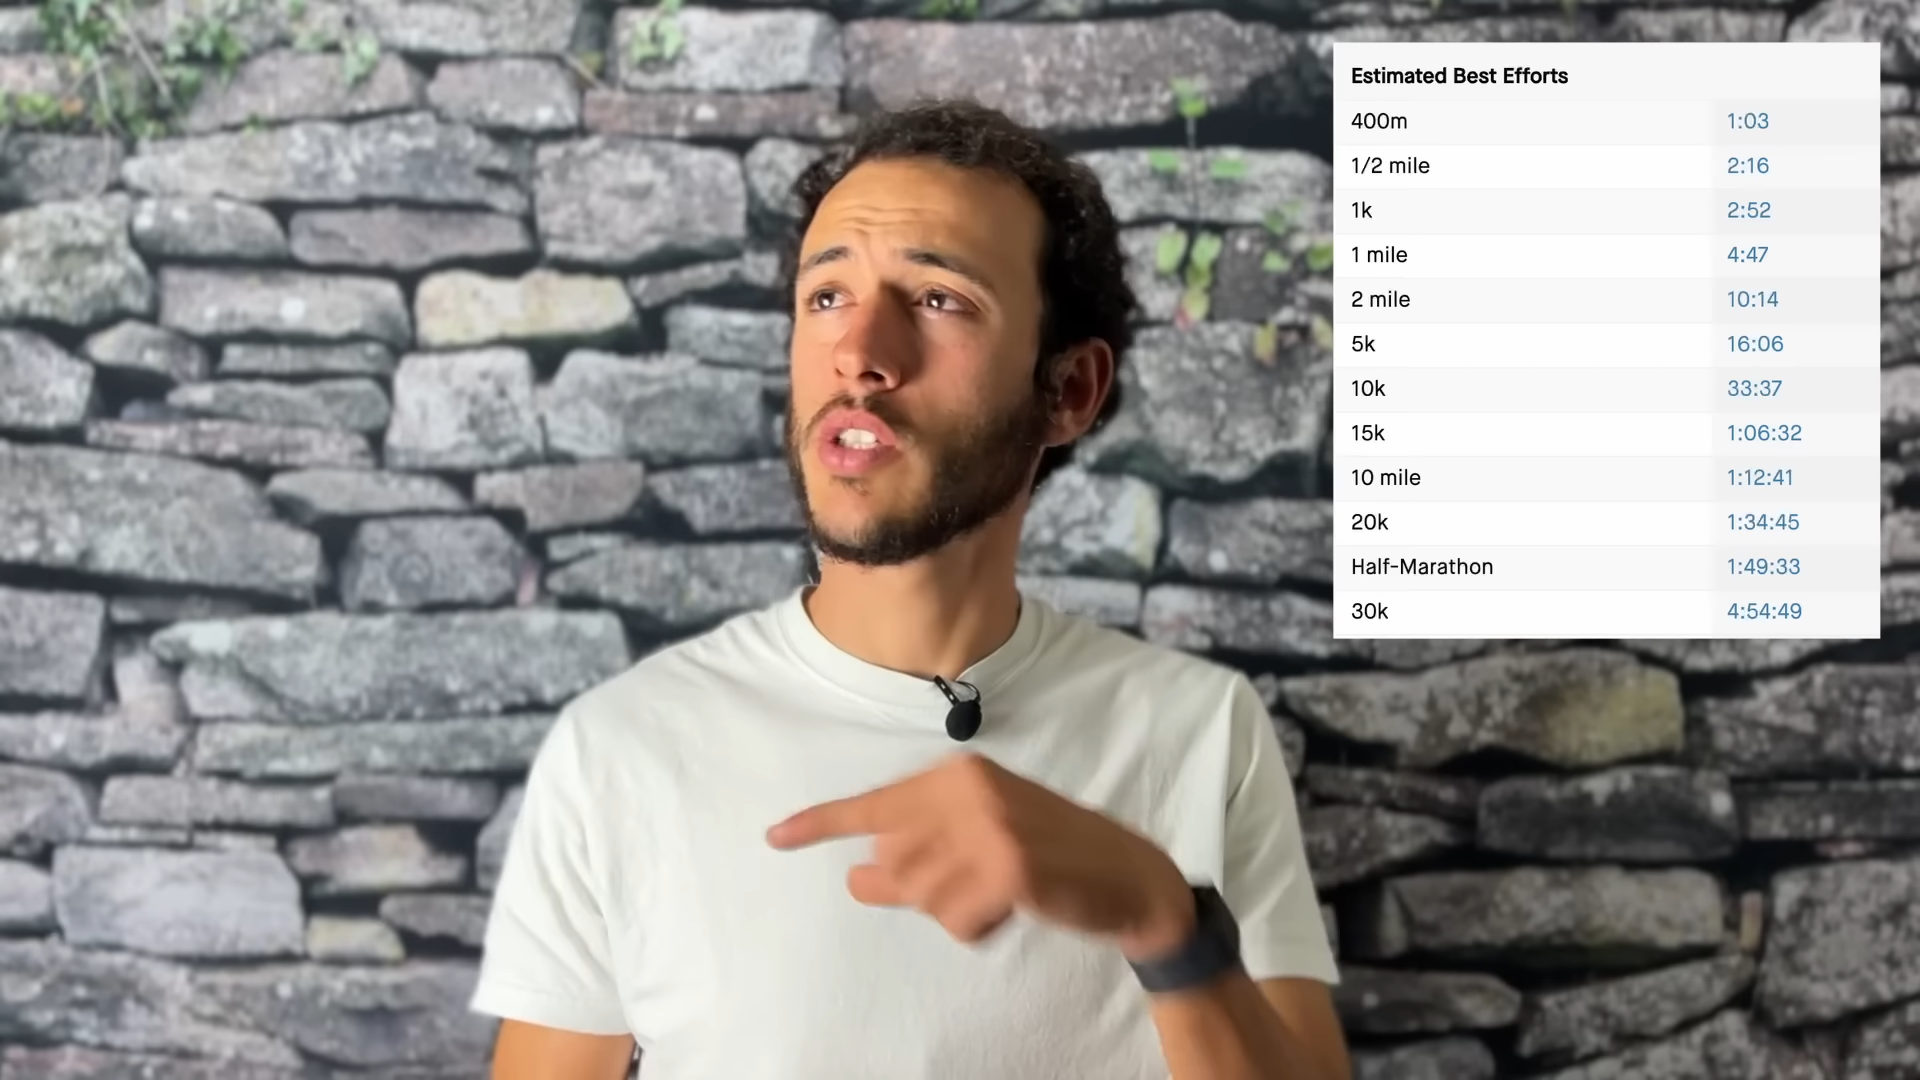 Estimated Best Efforts
400m 1:03
1/2 mile 2:16
1k 2:52
1 mile 4:47
2 mile 10:14
5k 16:06
10k 33:37
15k 1:06:32
10 mile 1:12:41
20k 1:34:45
Half-Marathon 1:49:33
30k 4:54:49